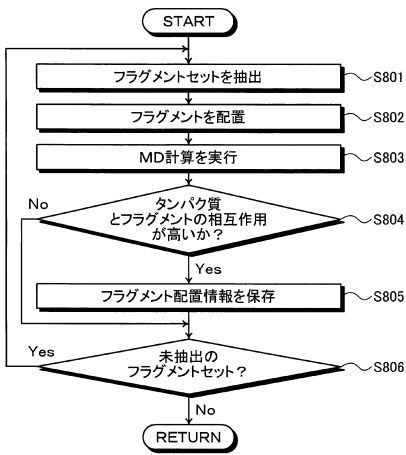 START
フラグメントセットを抽出
S801
フラグメントを配置
S802
MD計算を実行
S803
タンパク質
とフラグメントの相互作用
が高いか？
S804
No
Yes
フラグメント配置情報を保存
S805
未抽出の
フラグメントセット？
S806
Yes
No
RETURN